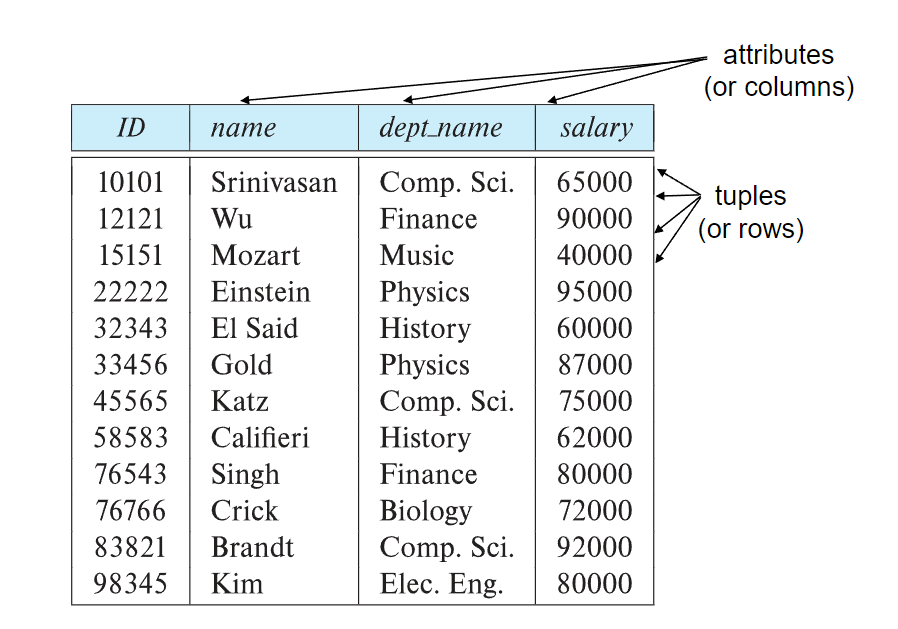 attributes
(or columns)
ID name dept_name salary
10101 Srinivasan Comp. Sci. 65000
tuples
(or rows)
12121 Wu Finance 90000
15151 Mozart Music 40000
22222 Einstein Physics 95000
32343 El Said History 60000
33456 Gold Physics 87000
45565 Katz Comp. Sci. 75000
58583 Califieri History 62000
76543 Singh Finance 80000
76766 Crick Biology 72000
83821 Brandt Comp. Sci. 92000
98345 Kim Elec. Eng. 80000